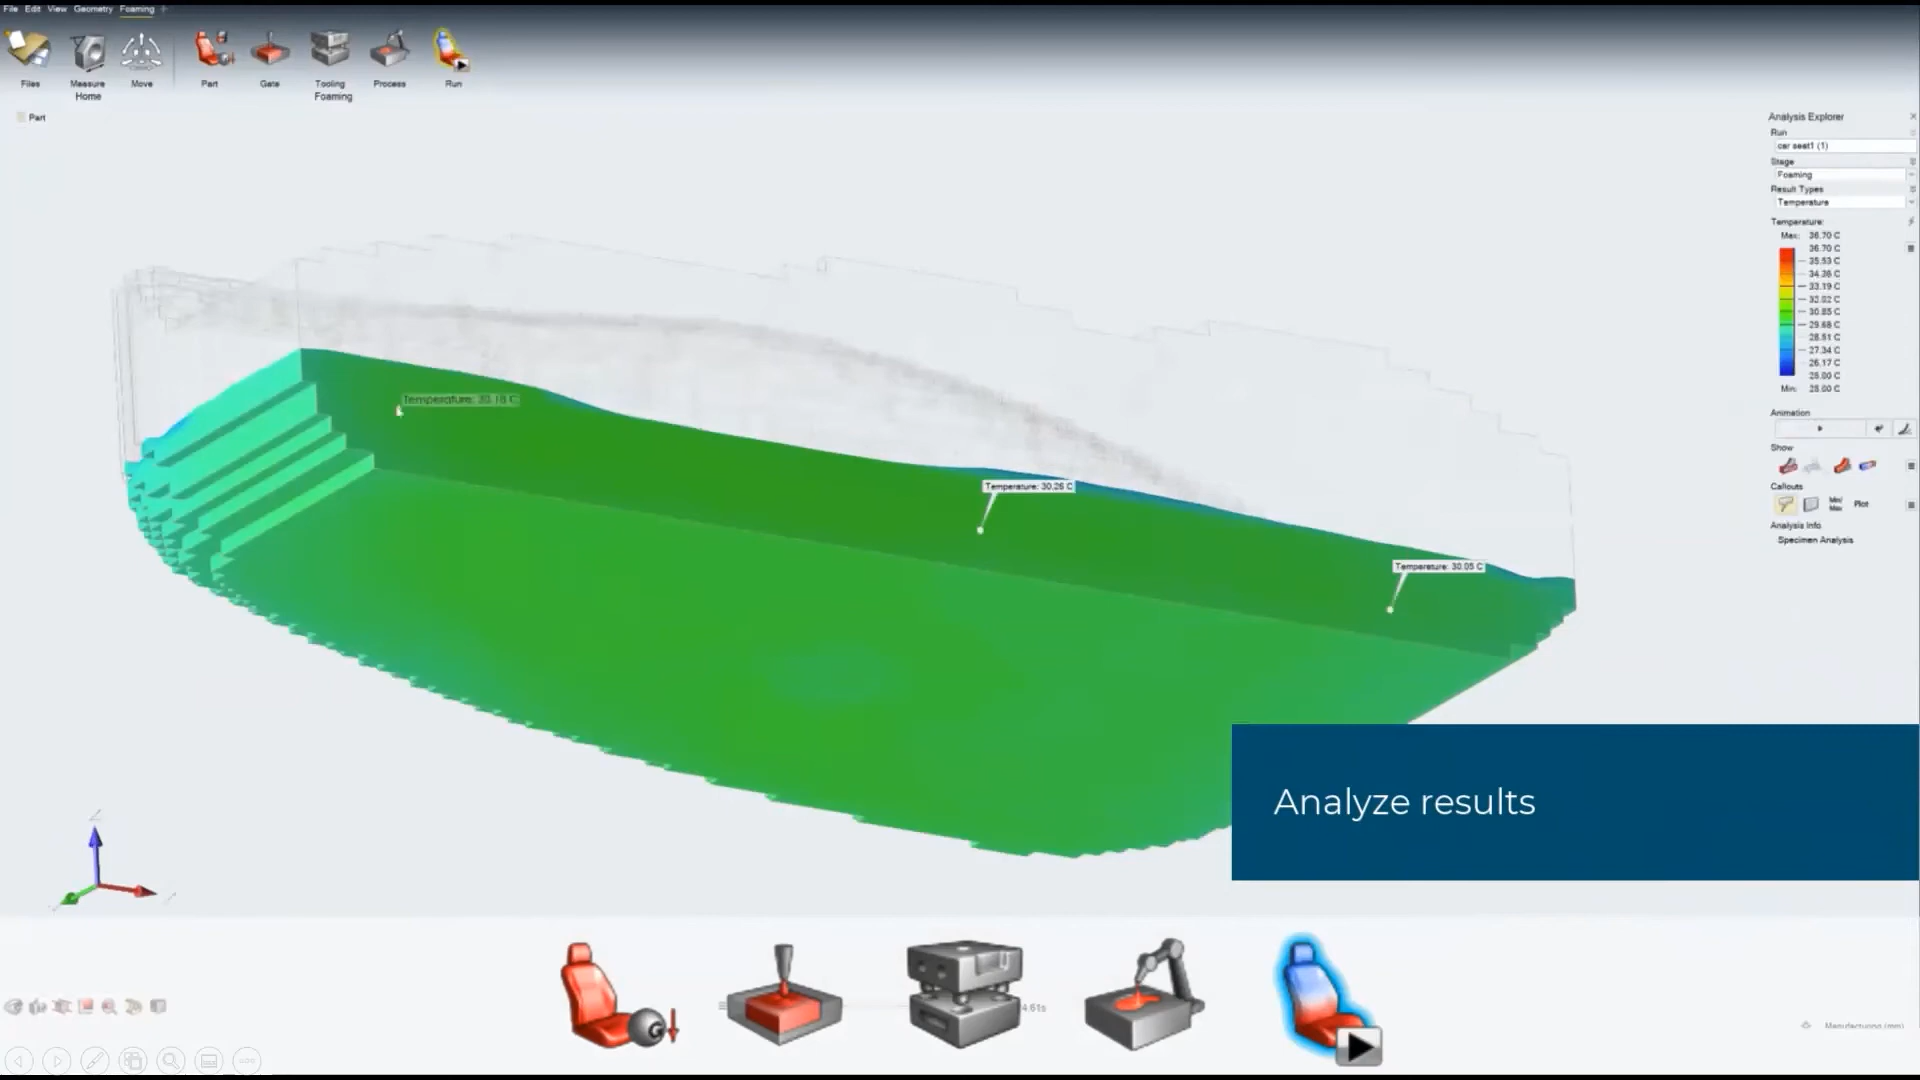 File Edit View Geometry Foaming +
Files Measure Move Part Gate Tooling Process Run
Home Foaming
Part
Analysis Explorer
Run
car seat1 (1)
Stage
Foaming
Result Types
Temperature
Temperature:
Max: 36.70 C
36.70 C
35.53 C
34.36 C
33.19 C
32.02 C
30.85 C
29.68 C
28.51 C
27.34 C
26.17 C
25.00 C
Min: 25.00 C
Animation
Show
Callouts
Min/
Max
Plot
Analysis Info
Specimen Analysis
Temperature: 30.18 C
Temperature: 30.26 C
Temperature: 30.05 C
Analyze results
Z
4.61s
Manufacturing (mm)